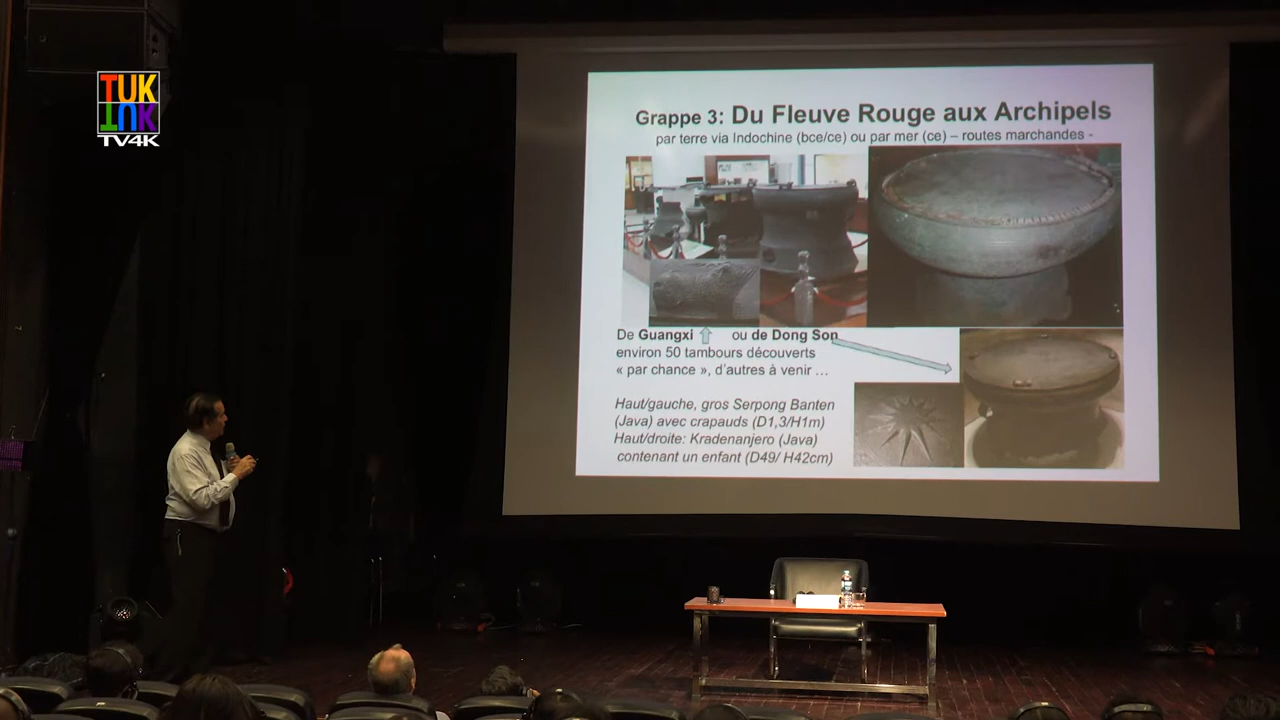 TUK
TUK
TV4K
Grappe 3: Du Fleuve Rouge aux Archipels
par terre via Indochine (bce/ce) ou par mer (ce) – routes marchandes -
De Guangxi ou de Dong Son
environ 50 tambours découverts
« par chance », d'autres à venir …
Haut/gauche, gros Serpong Banten
(Java) avec crapauds (D1,3/H1m)
Haut/droite: Kradenanjero (Java)
contenant un enfant (D49/ H42cm)